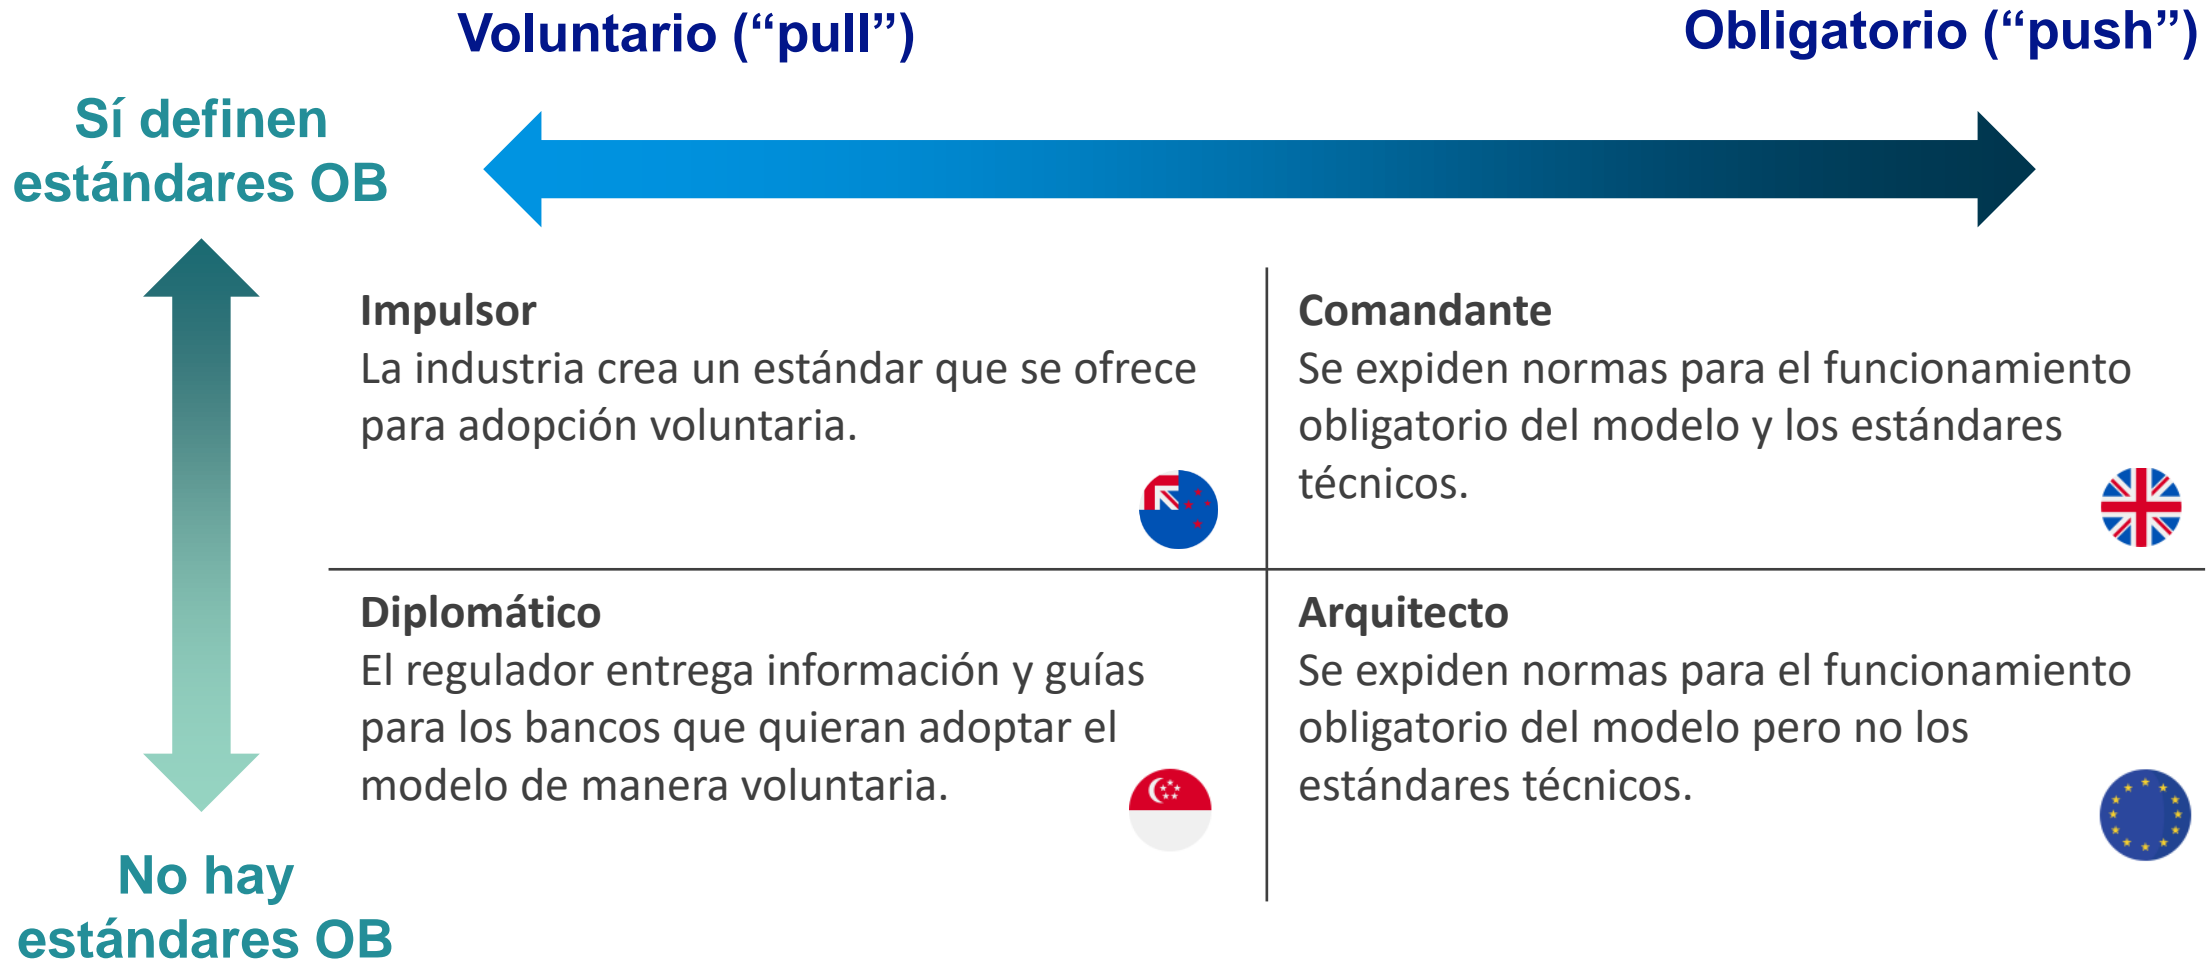 Voluntario (“pull”)
Obligatorio (“push”)
Sí definen
estándares OB
Impulsor
La industria crea un estándar que se ofrece
para adopción voluntaria.
Comandante
Se expiden normas para el funcionamiento
obligatorio del modelo y los estándares
técnicos.
Diplomático
El regulador entrega información y guías
para los bancos que quieran adoptar el
modelo de manera voluntaria.
Arquitecto
Se expiden normas para el funcionamiento
obligatorio del modelo pero no los
estándares técnicos.
No hay
estándares OB